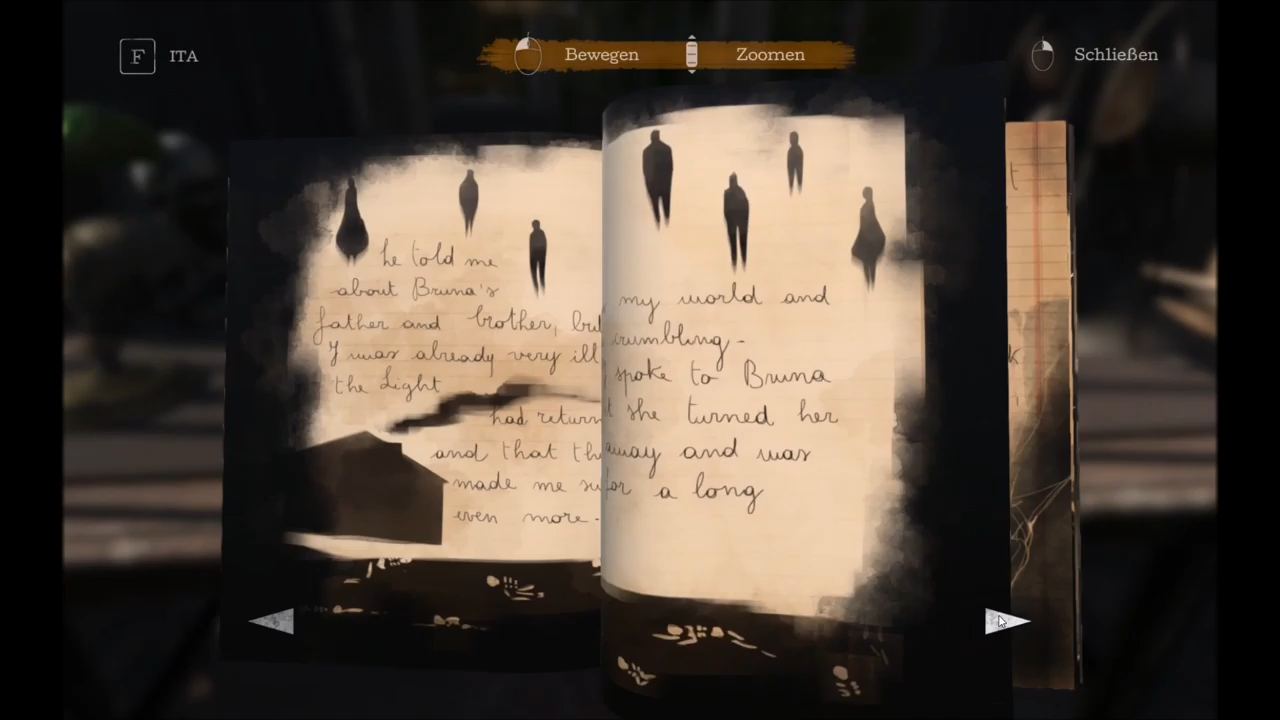 F ITA
Bewegen
Zoomen
Schließen
he told me
about Bruna's
father and brother, but
I was already very ill
the Light
had return
and that th
made me su
even more.
my world and
crumbling.
spoke to Bruna
she turned her
away and was
for a long